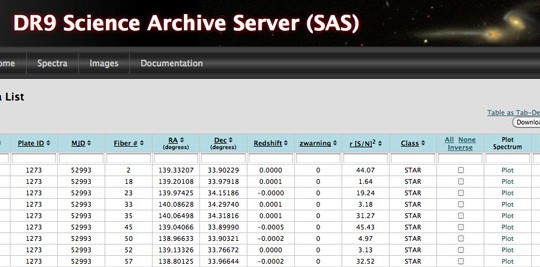 DR9 Science Archive Server (SAS)
ome Spectra Images Documentation
List
Table as Tab-De
Downloa
Plate ID MJD Fiber # RA (degrees) Dec (degrees) Redshift zwarning r [S/N]² Class All None Inverse Plot Spectrum
1273 52993 2 139.33207 33.90229 0.0000 0 44.07 STAR Plot
1273 52993 18 139.20108 33.97918 0.0001 0 1.64 STAR Plot
1273 52993 23 139.97425 34.15186 -0.0000 0 19.24 STAR Plot
1273 52993 33 140.08628 34.29740 0.0001 0 3.18 STAR Plot
1273 52993 35 140.06498 34.31816 0.0001 0 31.27 STAR Plot
1273 52993 45 139.04066 33.89990 -0.0005 0 45.43 STAR Plot
1273 52993 50 138.96633 33.90321 -0.0002 0 4.97 STAR Plot
1273 52993 52 139.13326 33.76672 0.0000 0 3.13 STAR Plot
1273 52993 57 138.80125 33.96644 -0.0002 0 32.52 STAR Plot